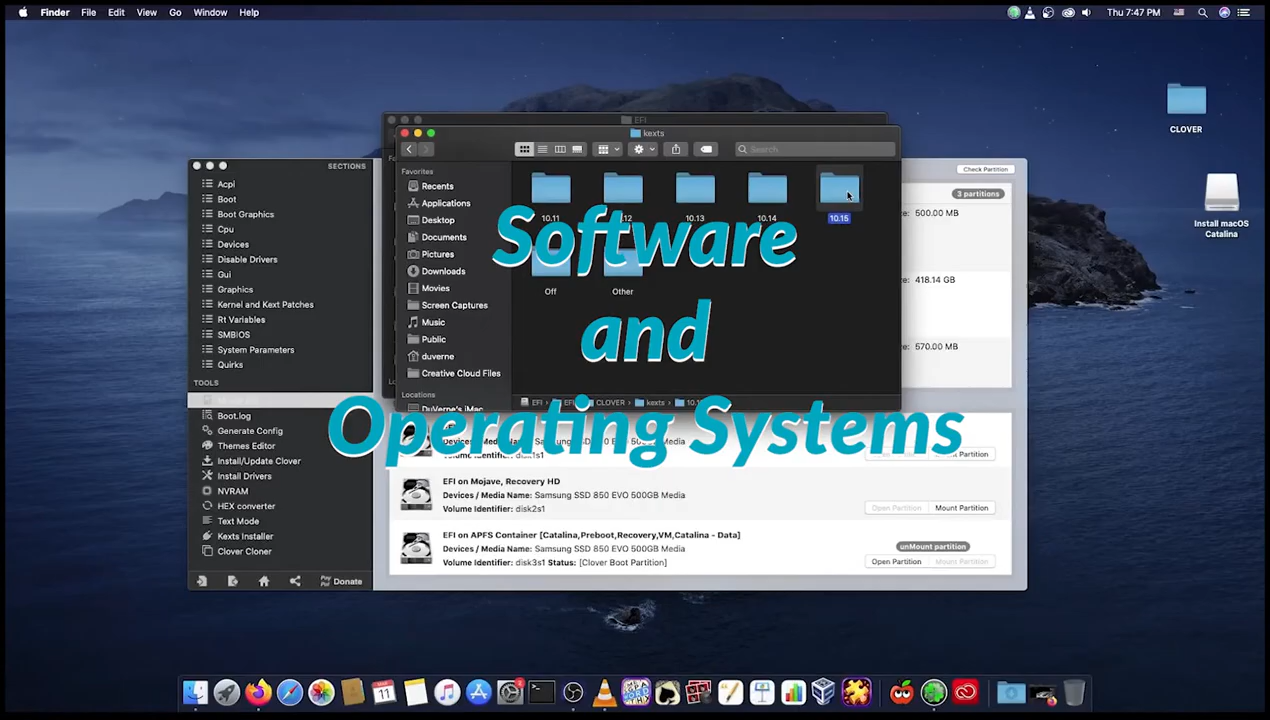 Finder File Edit View Go Window Help
Thu 7:47 PM
CLOVER
Install macOS
Catalina
EFI
kexts
Search
Favorites
Recents
Applications
Desktop
Documents
Pictures
Downloads
Movies
Screen Captures
Music
Public
duverne
Creative Cloud Files
Locations
DuVerne's iMac
10.11
10.13
10.14
10.15
Off
Other
EFI
CLOVER
kexts
Software
and
Operating Systems
SECTIONS
Acpi
Boot
Boot Graphics
Cpu
Devices
Disable Drivers
Gui
Graphics
Kernel and Kext Patches
Rt Variables
SMBIOS
System Parameters
Quirks
TOOLS
Boot.log
Generate Config
Themes Editor
Install/Update Clover
Install Drivers
NVRAM
HEX converter
Text Mode
Kexts Installer
Clover Cloner
Donate
Check Partition
3 partitions
500.00 MB
418.14 GB
570.00 MB
EFI on Mojave, Recovery HD
Devices / Media Name: Samsung SSD 850 EVO 500GB Media
Volume Identifier: disk2s1
Open Partition Mount Partition
EFI on APFS Container [Catalina,Preboot,Recovery,VM,Catalina - Data]
unMount partition
Devices / Media Name: Samsung SSD 850 EVO 500GB Media
Volume Identifier: disk3s1 Status: [Clover Boot Partition]
Open Partition Mount Partition